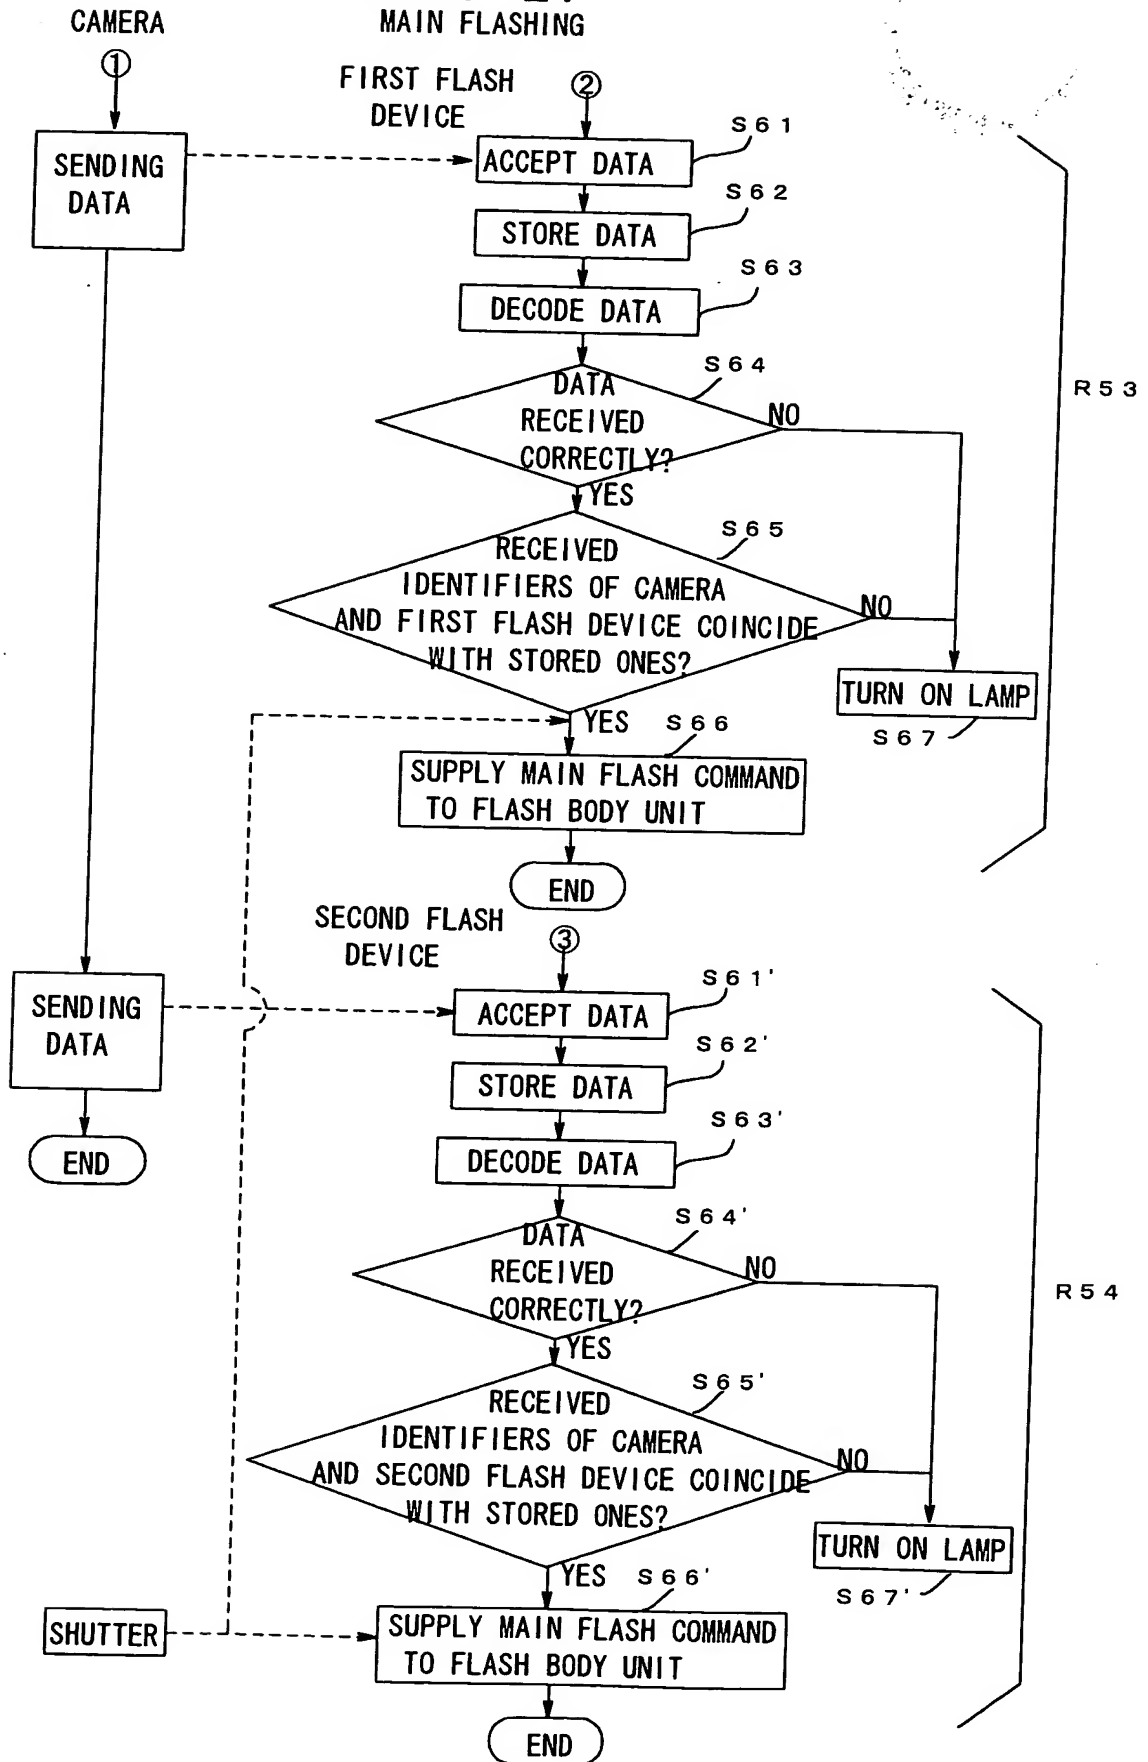 CAMERA
MAIN FLASHING
①
FIRST FLASH
DEVICE
②
SENDING
DATA
ACCEPT DATA
S61
STORE DATA
S62
DECODE DATA
S63
DATA
RECEIVED
CORRECTLY?
S64
NO
YES
R53
RECEIVED
IDENTIFIERS OF CAMERA
AND FIRST FLASH DEVICE COINCIDE
WITH STORED ONES?
S65
NO
TURN ON LAMP
S67
YES
S66
SUPPLY MAIN FLASH COMMAND
TO FLASH BODY UNIT
END
SECOND FLASH
DEVICE
③
SENDING
DATA
END
ACCEPT DATA
S61'
STORE DATA
S62'
DECODE DATA
S63'
DATA
RECEIVED
CORRECTLY?
S64'
NO
YES
R54
RECEIVED
IDENTIFIERS OF CAMERA
AND SECOND FLASH DEVICE COINCIDE
WITH STORED ONES?
S65'
NO
TURN ON LAMP
S67'
YES
S66'
SHUTTER
SUPPLY MAIN FLASH COMMAND
TO FLASH BODY UNIT
END